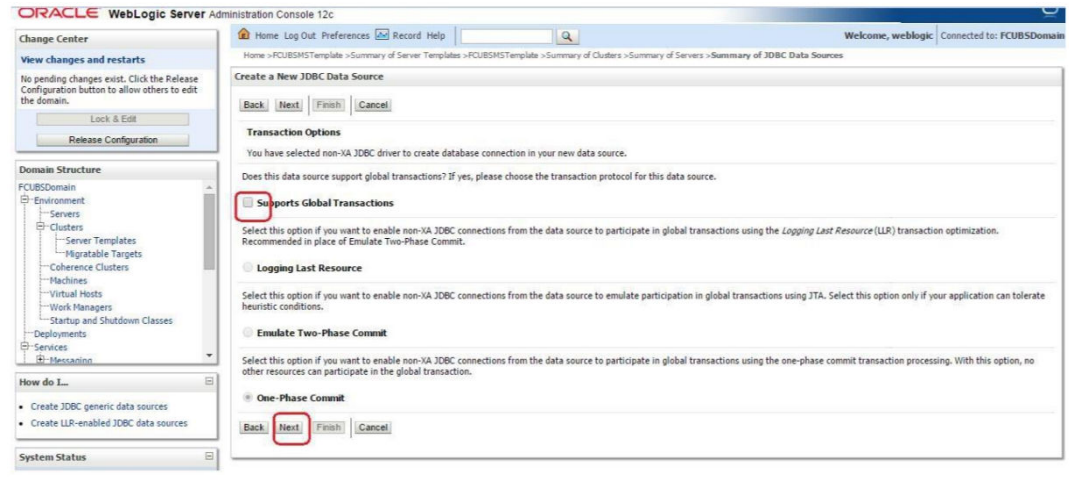 ORACLE WebLogic Server Administration Console 12c
Change Center
View changes and restarts
No pending changes exist. Click the Release
Configuration button to allow others to edit
the domain.
Lock & Edit
Release Configuration
Domain Structure
FCUBSDomain
Environment
Servers
Clusters
Server Templates
Migratable Targets
Coherence Clusters
Machines
Virtual Hosts
Work Managers
Startup and Shutdown Classes
Deployments
Services
Messaging
How do I...
Create JDBC generic data sources
Create LLR-enabled JDBC data sources
System Status
Home Log Out Preferences Record Help
Welcome, weblogic Connected to: FCUBSDomain
Home >FCUBSMSTemplate >Summary of Server Templates >FCUBSMSTemplate >Summary of Clusters >Summary of Servers >Summary of JDBC Data Sources
Create a New JDBC Data Source
Back Next Finish Cancel
Transaction Options
You have selected non-XA JDBC driver to create database connection in your new data source.
Does this data source support global transactions? If yes, please choose the transaction protocol for this data source.
Supports Global Transactions
Select this option if you want to enable non-XA JDBC connections from the data source to participate in global transactions using the Logging Last Resource (LLR) transaction optimization.
Recommended in place of Emulate Two-Phase Commit.
Logging Last Resource
Select this option if you want to enable non-XA JDBC connections from the data source to emulate participation in global transactions using JTA. Select this option only if your application can tolerate
heuristic conditions.
Emulate Two-Phase Commit
Select this option if you want to enable non-XA JDBC connections from the data source to participate in global transactions using the one-phase commit transaction processing. With this option, no
other resources can participate in the global transaction.
One-Phase Commit
Back Next Finish Cancel